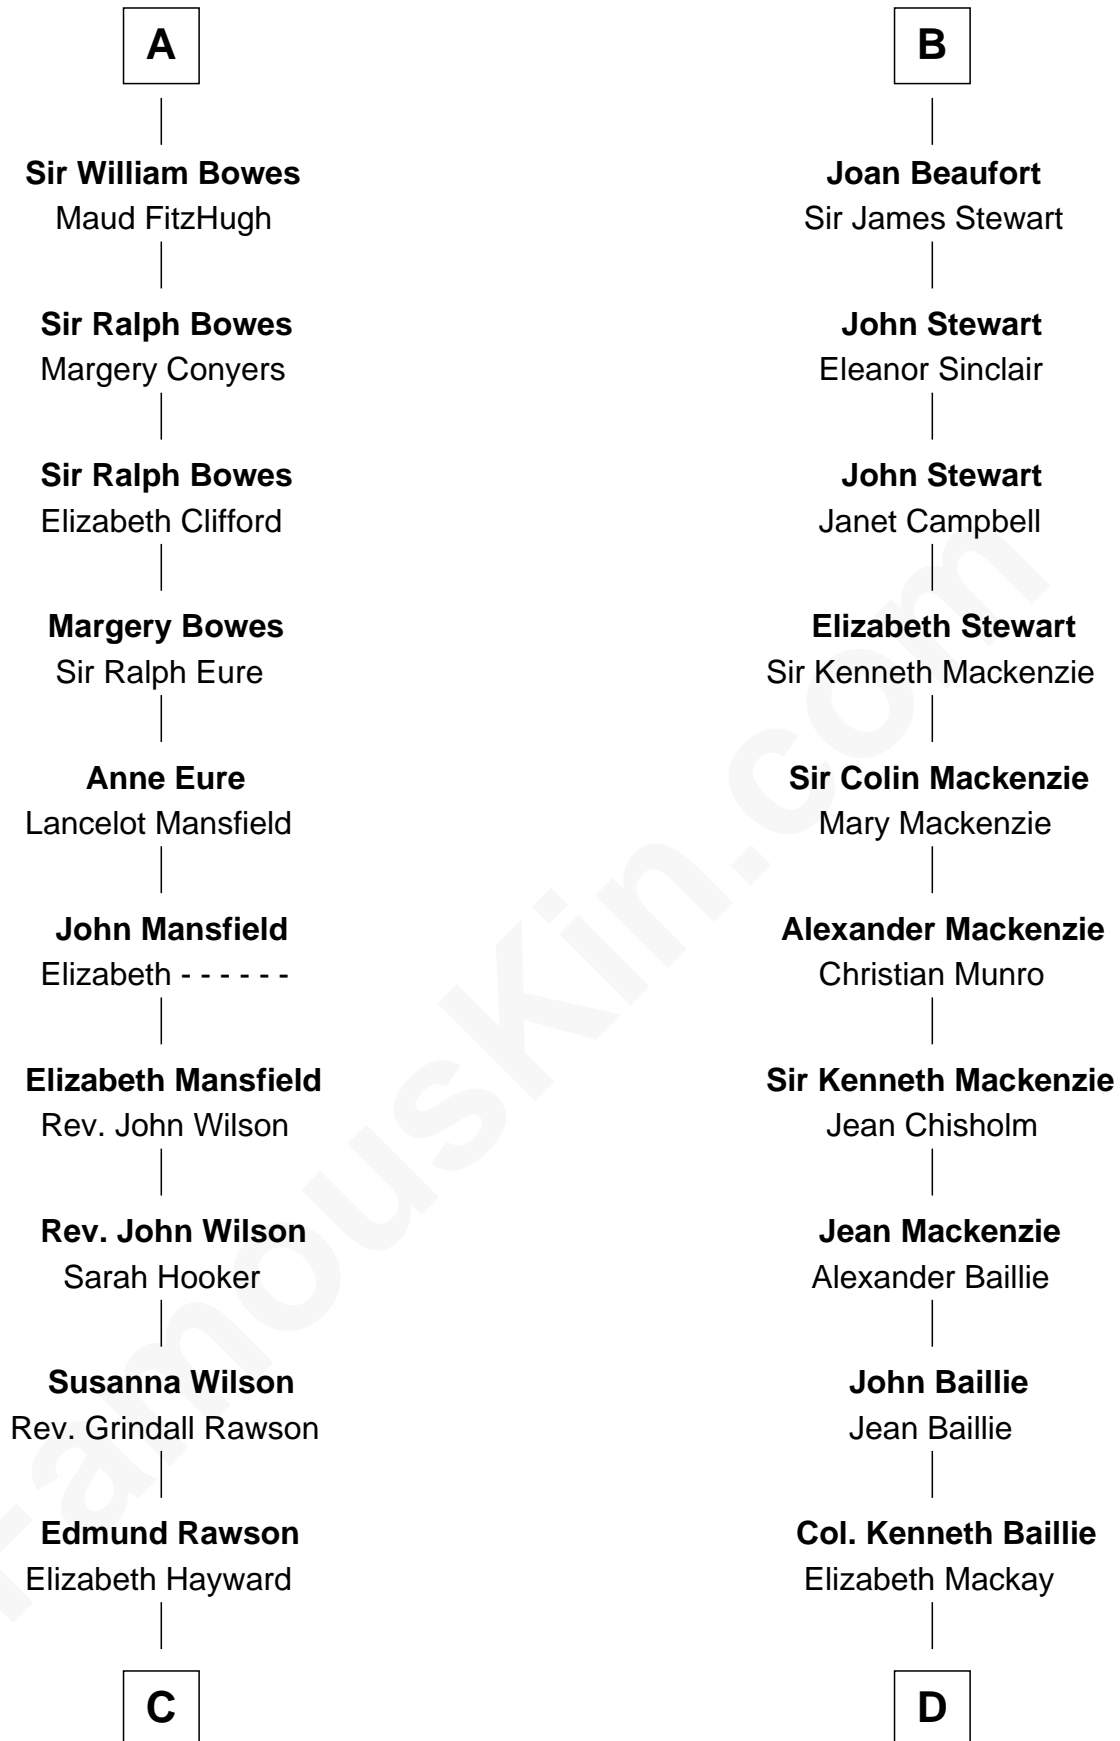 A
Sir William Bowes
Maud FitzHugh
Sir Ralph Bowes
Margery Conyers
Sir Ralph Bowes
Elizabeth Clifford
Margery Bowes
Sir Ralph Eure
Anne Eure
Lancelot Mansfield
John Mansfield
Elizabeth - - - - - -
Elizabeth Mansfield
Rev. John Wilson
Rev. John Wilson
Sarah Hooker
Susanna Wilson
Rev. Grindall Rawson
Edmund Rawson
Elizabeth Hayward
C
B
Joan Beaufort
Sir James Stewart
John Stewart
Eleanor Sinclair
John Stewart
Janet Campbell
Elizabeth Stewart
Sir Kenneth Mackenzie
Sir Colin Mackenzie
Mary Mackenzie
Alexander Mackenzie
Christian Munro
Sir Kenneth Mackenzie
Jean Chisholm
Jean Mackenzie
Alexander Baillie
John Baillie
Jean Baillie
Col. Kenneth Baillie
Elizabeth Mackay
D
FamousKin.com